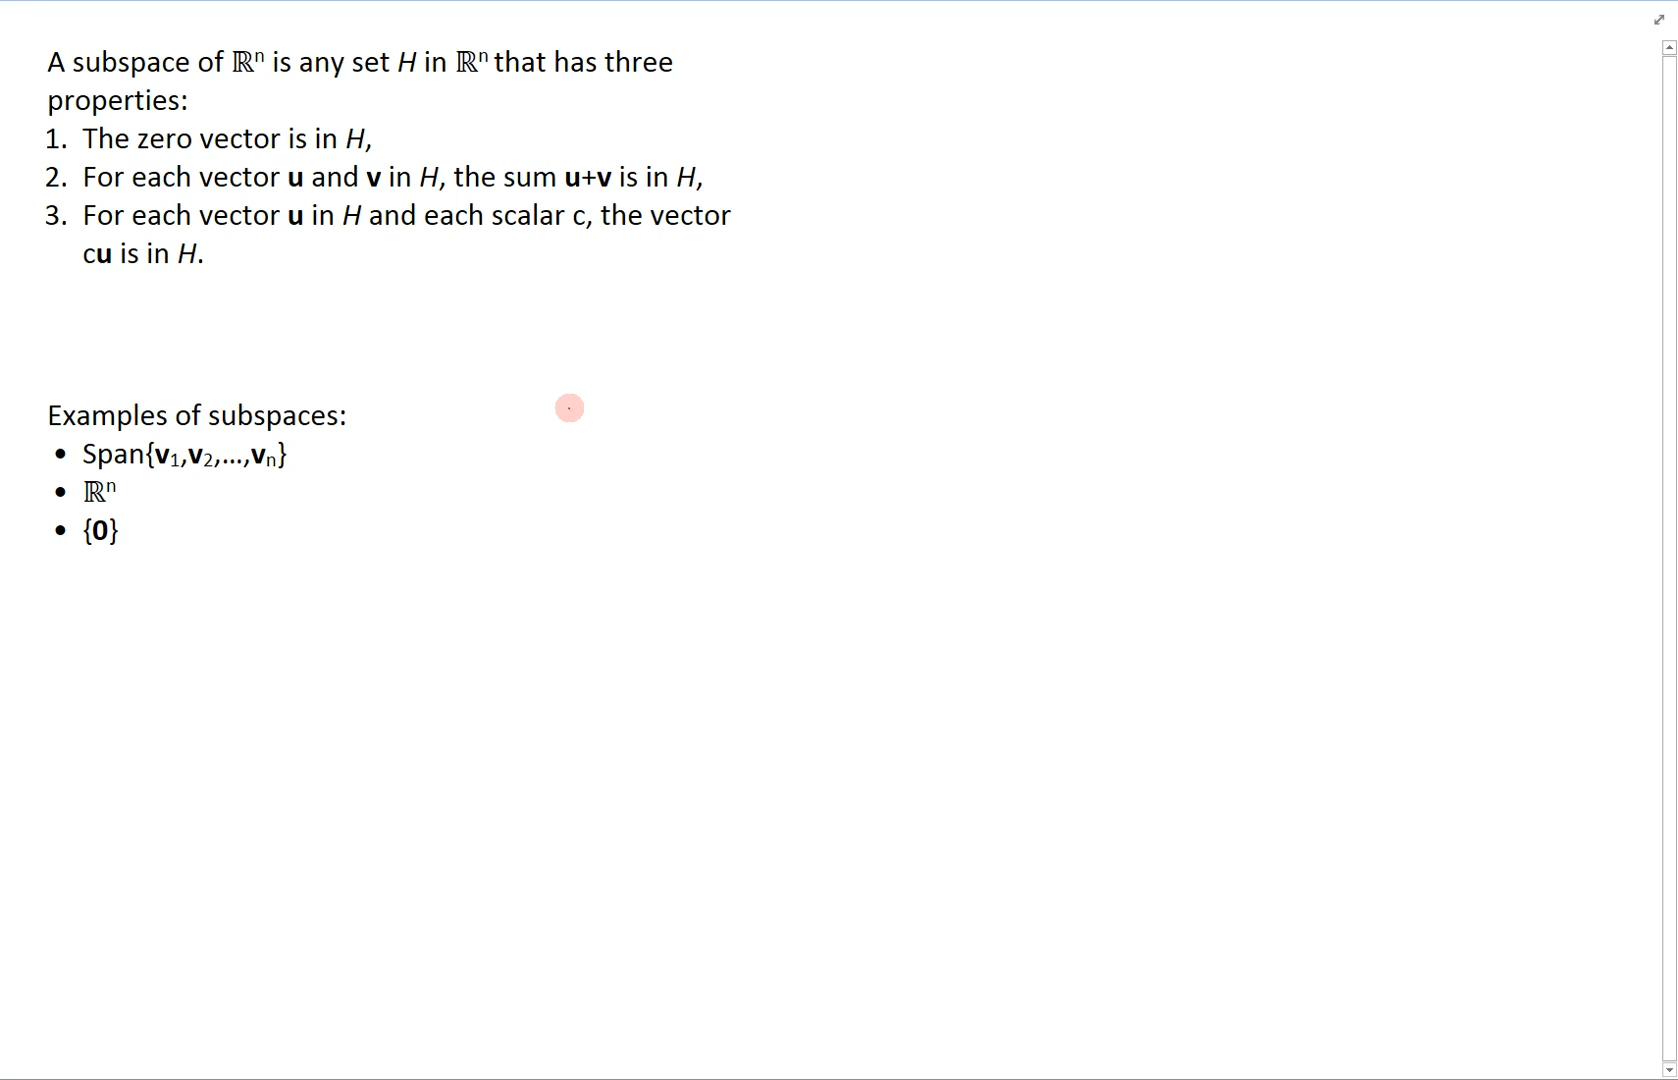 A subspace of ℝⁿ is any set H in ℝⁿ that has three
properties:
1. The zero vector is in H,
2. For each vector u and v in H, the sum u+v is in H,
3. For each vector u in H and each scalar c, the vector
cu is in H.
Examples of subspaces:
• Span{v₁,v₂,...,vₙ}
• ℝⁿ
• {0}